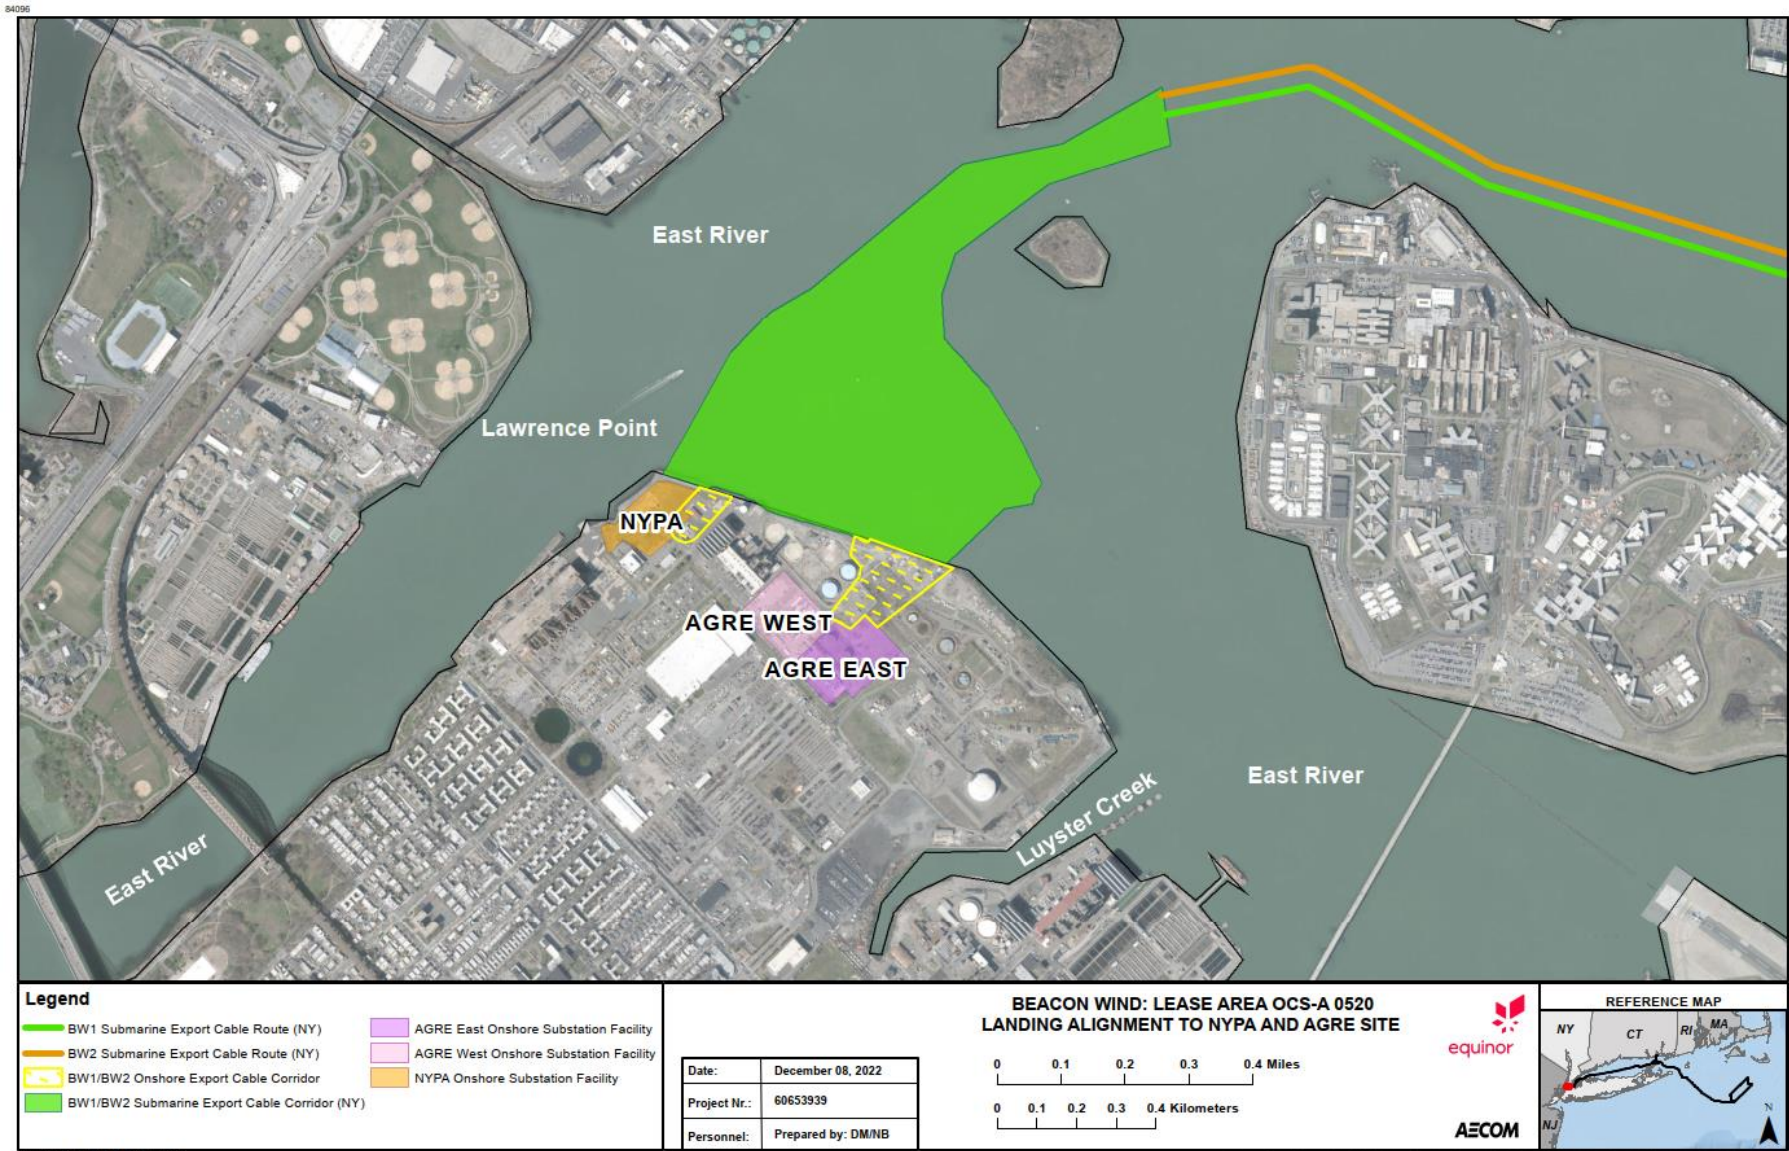 84096
East River
Lawrence Point
NYPA
AGRE WEST
AGRE EAST
East River
Luyster Creek
East River
Legend
BW1 Submarine Export Cable Route (NY)
BW2 Submarine Export Cable Route (NY)
BW1/BW2 Onshore Export Cable Corridor
BW1/BW2 Submarine Export Cable Corridor (NY)
AGRE East Onshore Substation Facility
AGRE West Onshore Substation Facility
NYPA Onshore Substation Facility
Date: December 08, 2022
Project Nr.: 60653939
Personnel: Prepared by: DM/NB
BEACON WIND: LEASE AREA OCS-A 0520
LANDING ALIGNMENT TO NYPA AND AGRE SITE
0 0.1 0.2 0.3 0.4 Miles
0 0.1 0.2 0.3 0.4 Kilometers
equinor
AECOM
REFERENCE MAP
NY CT RI MA
NJ
N